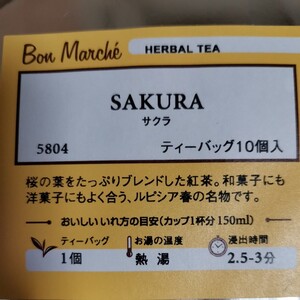 Bon Marché HERBAL TEA
SAKURA
サクラ
5804 ティーバッグ10個入
桜の葉をたっぷりブレンドした紅茶。和菓子にも
洋菓子にもよく合う、ルピシア春の名物です。
おいしいいれ方の目安(カップ1杯分 150ml)
ティーバッグ お湯の温度 浸出時間
1個 熱湯 2.5-3分